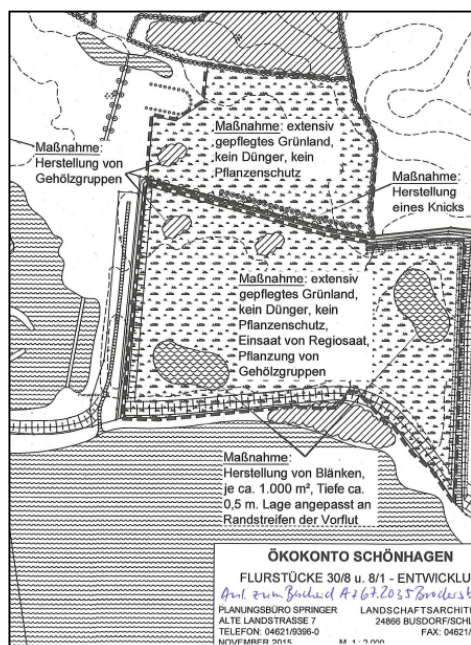 Maßnahme: extensiv
gepflegtes Grünland,
kein Dünger, kein
Pflanzenschutz
Maßnahme:
Herstellung von
Gehölzgruppen
Maßnahme:
Herstellung
eines Knicks
Maßnahme: extensiv
gepflegtes Grünland,
kein Dünger, kein
Pflanzenschutz,
Einsaat von Regiosaat,
Pflanzung von
Gehölzgruppen
Maßnahme:
Herstellung von Blänken,
je ca. 1.000 m², Tiefe ca.
0,5 m. Lage angepasst an
Randstreifen der Vorflut
ÖKOKONTO SCHÖNHAGEN
FLURSTÜCKE 30/8 u. 8/1 - ENTWICKLU
Anl. zum Bescheid Az 67.20.35
PLANUNGSBÜRO SPRINGER LANDSCHAFTSARCHITE
ALTE LANDSTRASSE 7 24866 BUSDORF/SCHL
TELEFON: 04621/9396-0 FAX: 04621/
NOVEMBER 2015 M. 1 : 2.000